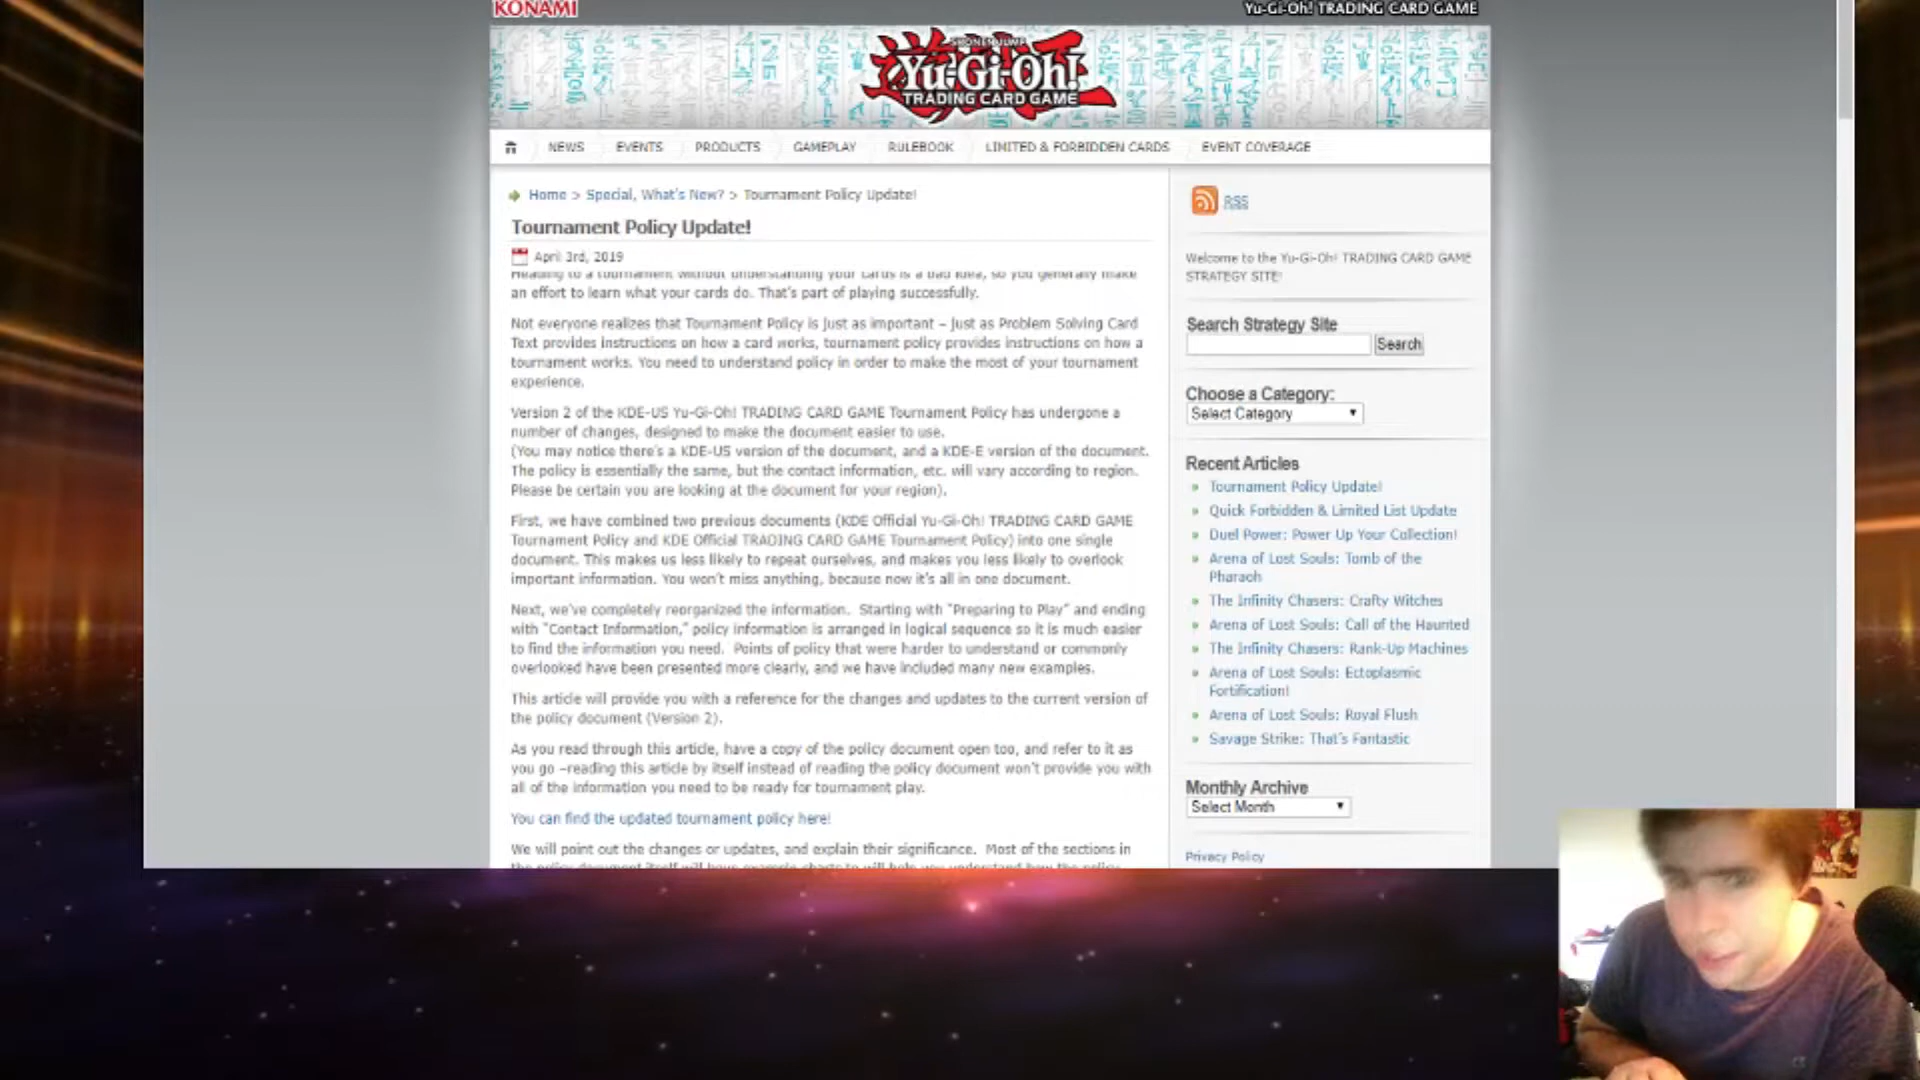 KONAMI
Yu-Gi-Oh! TRADING CARD GAME
SHONEN JUMP
Yu-Gi-Oh!
TRADING CARD GAME
NEWS
EVENTS
PRODUCTS
GAMEPLAY
RULEBOOK
LIMITED & FORBIDDEN CARDS
EVENT COVERAGE
Home > Special, What's New? > Tournament Policy Update!
Tournament Policy Update!
April 3rd, 2019
Heading to a tournament without understanding your cards is a bad idea, so you generally make
an effort to learn what your cards do. That's part of playing successfully.
Not everyone realizes that Tournament Policy is just as important – just as Problem Solving Card
Text provides instructions on how a card works, tournament policy provides instructions on how a
tournament works. You need to understand policy in order to make the most of your tournament
experience.
Version 2 of the KDE-US Yu-Gi-Oh! TRADING CARD GAME Tournament Policy has undergone a
number of changes, designed to make the document easier to use.
(You may notice there's a KDE-US version of the document, and a KDE-E version of the document.
The policy is essentially the same, but the contact information, etc. will vary according to region.
Please be certain you are looking at the document for your region).
First, we have combined two previous documents (KDE Official Yu-Gi-Oh! TRADING CARD GAME
Tournament Policy and KDE Official TRADING CARD GAME Tournament Policy) into one single
document. This makes us less likely to repeat ourselves, and makes you less likely to overlook
important information. You won't miss anything, because now it's all in one document.
Next, we've completely reorganized the information. Starting with "Preparing to Play" and ending
with "Contact Information," policy information is arranged in logical sequence so it is much easier
to find the information you need. Points of policy that were harder to understand or commonly
overlooked have been presented more clearly, and we have included many new examples.
This article will provide you with a reference for the changes and updates to the current version of
the policy document (Version 2).
As you read through this article, have a copy of the policy document open too, and refer to it as
you go –reading this article by itself instead of reading the policy document won't provide you with
all of the information you need to be ready for tournament play.
You can find the updated tournament policy here!
We will point out the changes or updates, and explain their significance. Most of the sections in
the policy document itself will have example charts to will help you understand how the policy
RSS
Welcome to the Yu-Gi-Oh! TRADING CARD GAME
STRATEGY SITE!
Search Strategy Site
Search
Choose a Category:
Select Category
Recent Articles
Tournament Policy Update!
Quick Forbidden & Limited List Update
Duel Power: Power Up Your Collection!
Arena of Lost Souls: Tomb of the
Pharaoh
The Infinity Chasers: Crafty Witches
Arena of Lost Souls: Call of the Haunted
The Infinity Chasers: Rank-Up Machines
Arena of Lost Souls: Ectoplasmic
Fortification!
Arena of Lost Souls: Royal Flush
Savage Strike: That's Fantastic
Monthly Archive
Select Month
Privacy Policy